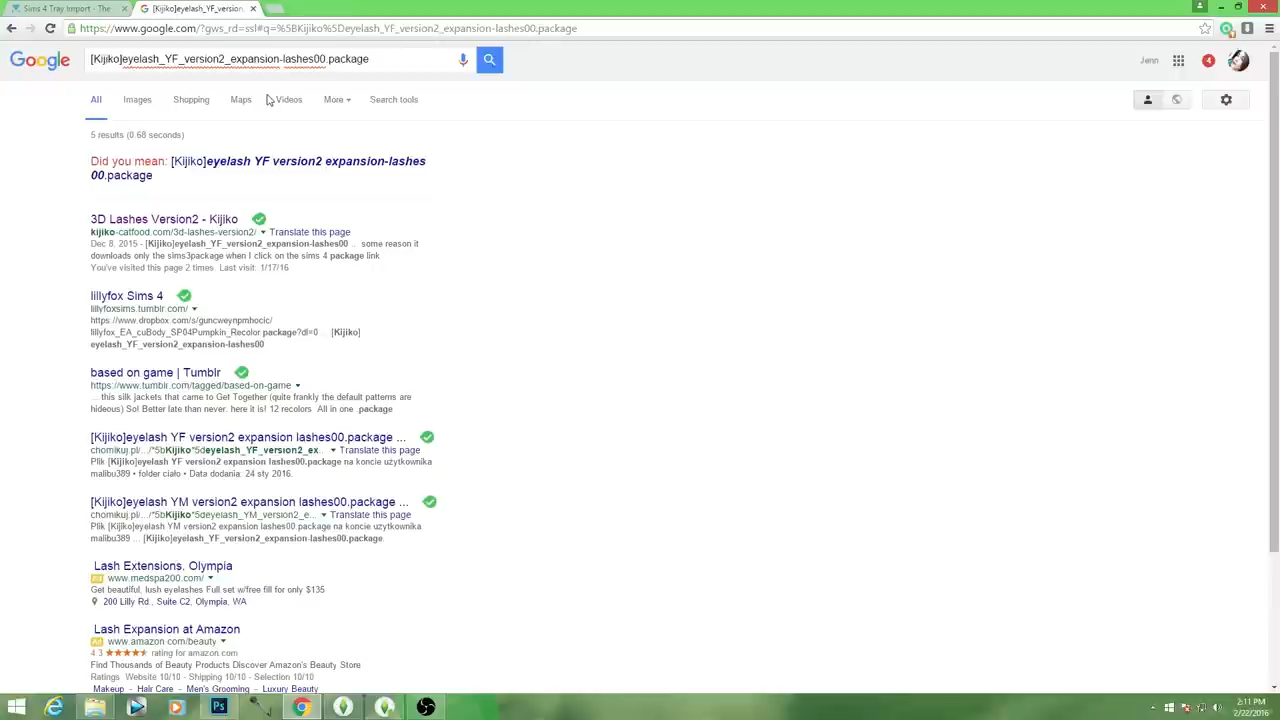 Sims 4 Tray Import - The
[Kijiko]eyelash_YF_version
https://www.google.com/?gws_rd=ssl#q=%5BKijiko%5Deyelash_YF_version2_expansion-lashes00.package
Google
[Kijiko]eyelash_YF_version2_expansion-lashes00.package
Jenn
4
All Images Shopping Maps Videos More Search tools
5 results (0.68 seconds)
Did you mean: [Kijiko]eyelash YF version2 expansion-lashes
00.package
3D Lashes Version2 - Kijiko
kijiko-catfood.com/3d-lashes-version2/ Translate this page
Dec 8, 2015 - [Kijiko]eyelash_YF_version2_expansion-lashes00 .. some reason it
downloads only the sims3package when I click on the sims 4 package link
You've visited this page 2 times. Last visit: 1/17/16
lillyfox Sims 4
lillyfoxsims.tumblr.com/
https://www.dropbox.com/s/guncweynpmhocic/
lillyfox_EA_cuBody_SP04Pumpkin_Recolor.package?dl=0 ... [Kijiko]
eyelash_YF_version2_expansion-lashes00
based on game | Tumblr
https://www.tumblr.com/tagged/based-on-game
... this silk jackets that came to Get Together (quite frankly the default patterns are
hideous) So! Better late than never. here it is! 12 recolors All in one .package
[Kijiko]eyelash YF version2 expansion lashes00.package ...
chomikuj.pl/.../*5bKijiko*5deyelash_YF_version2_ex... Translate this page
Plik [Kijiko]eyelash YF version2 expansion lashes00.package na koncie użytkownika
malibu389 • folder ciało • Data dodania: 24 sty 2016.
[Kijiko]eyelash YM version2 expansion lashes00.package ...
chomikuj.pl/.../*5bKijiko*5deyelash_YM_version2_e... Translate this page
Plik [Kijiko]eyelash YM version2 expansion lashes00.package na koncie użytkownika
malibu389 ... [Kijiko]eyelash_YF_version2_expansion-lashes00.package.
Lash Extensions, Olympia
Ad www.medspa200.com/
Get beautiful, lush eyelashes Full set w/free fill for only $135
200 Lilly Rd., Suite C2, Olympia, WA
Lash Expansion at Amazon
Ad www.amazon.com/beauty
4.3 rating for amazon.com
Find Thousands of Beauty Products Discover Amazon's Beauty Store
Ratings: Website 10/10 - Shipping 10/10 - Selection 10/10
Makeup - Hair Care - Men's Grooming - Luxury Beauty
Ps
2:11 PM
2/22/2016